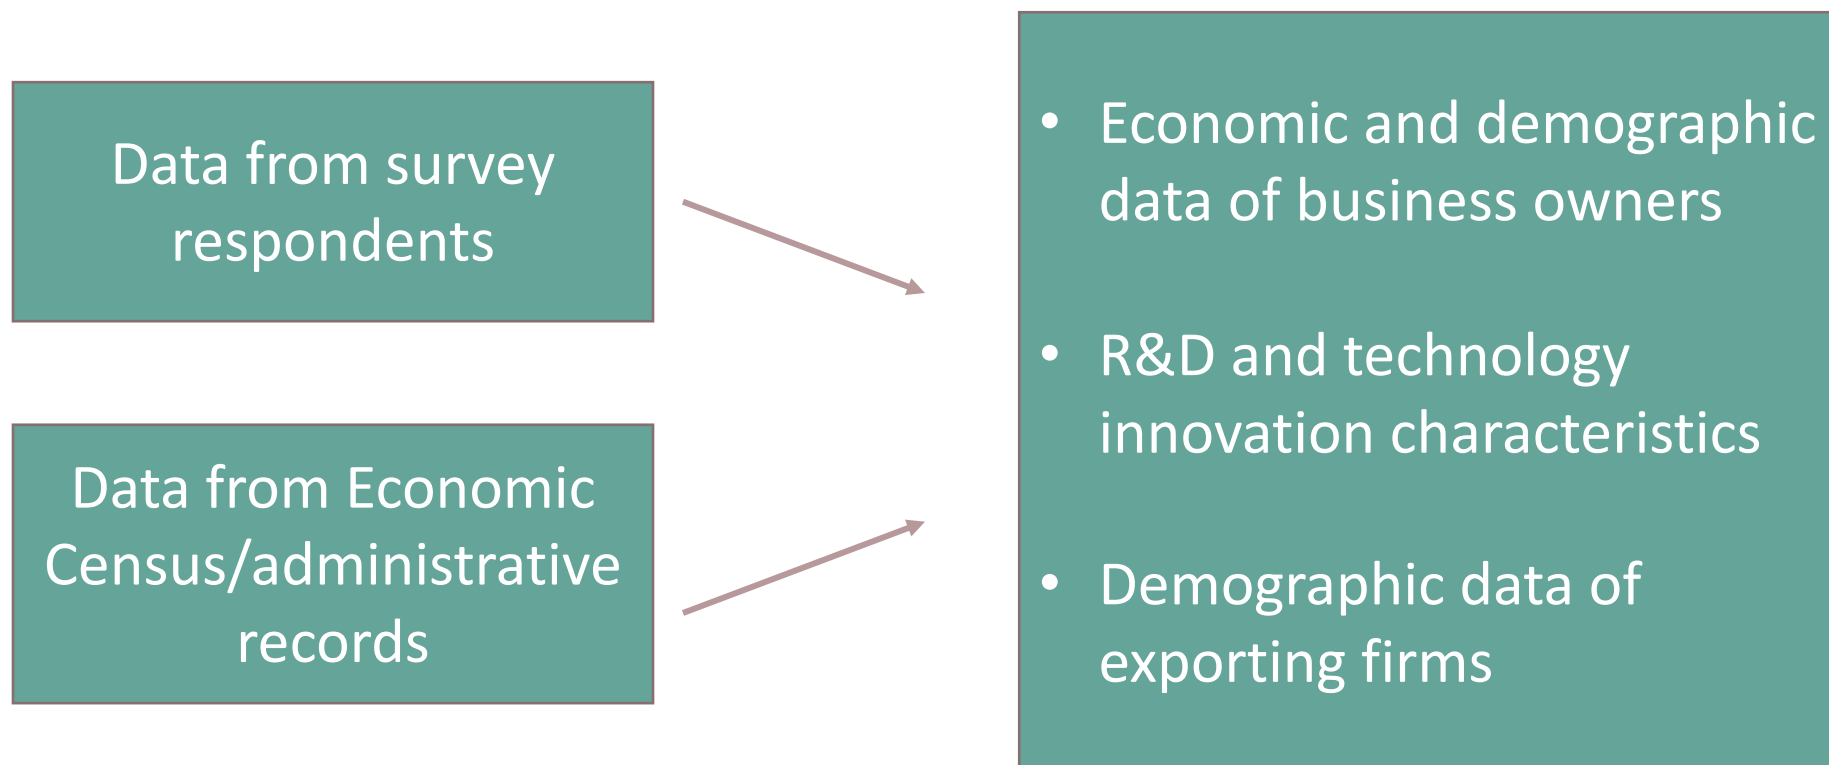 Data from survey
respondents
Data from Economic
Census/administrative
records
• Economic and demographic
data of business owners
• R&D and technology
innovation characteristics
• Demographic data of
exporting firms